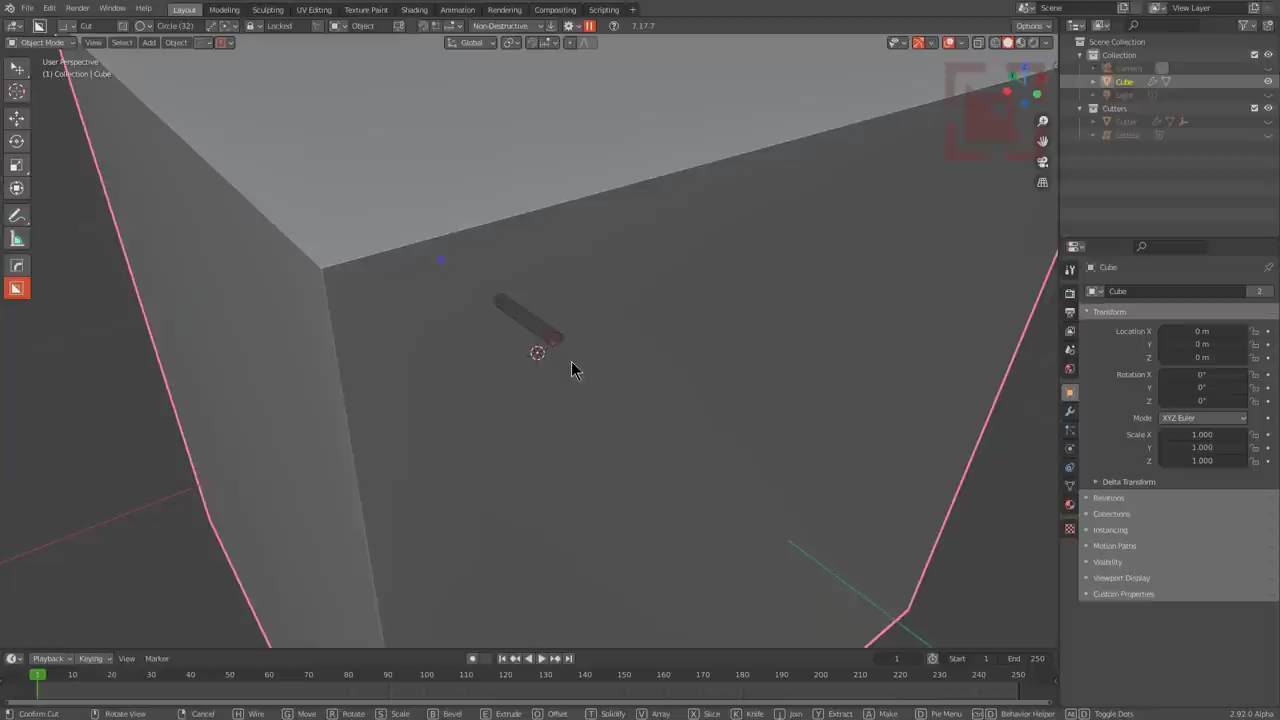 File Edit Render Window Help Layout Modeling Sculpting UV Editing Texture Paint Shading Animation Rendering Compositing Scripting + Scene View Layer
Cut Circle (32) Locked Object Non-Destructive 7.17-7 Options
Object Mode View Select Add Object Global
User Perspective
(1) Collection | Cube
Scene Collection
Collection
Camera
Cube
Light
Cutters
Cutter
Lattice
Cube
Cube 2
Transform
Location X 0 m
Y 0 m
Z 0 m
Rotation X 0°
Y 0°
Z 0°
Mode XYZ Euler
Scale X 1.000
Y 1.000
Z 1.000
Delta Transform
Relations
Collections
Instancing
Motion Paths
Visibility
Viewport Display
Custom Properties
Playback Keying View Marker 1 Start 1 End 250
1 10 20 30 40 50 60 70 80 90 100 110 120 130 140 150 160 170 180 190 200 210 220 230 240 250
Confirm Cut Rotate View Cancel H Wire G Move R Rotate S Scale B Bevel E Extrude O Offset T Solidify V Array X Slice K Knife J Join Y Extract A Make D Pie Menu D Behavior Helper D Toggle Dots 2.92.0 Alpha